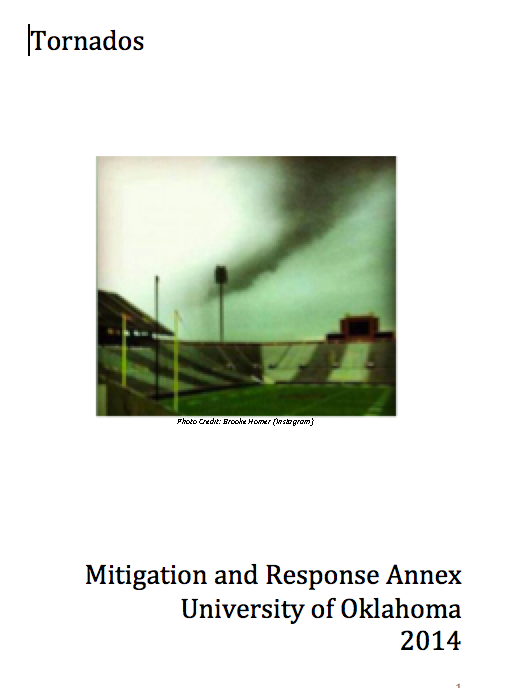 Tornados
Photo Credit: Brooke Homer (Instagram)
Mitigation and Response Annex
University of Oklahoma
2014
1